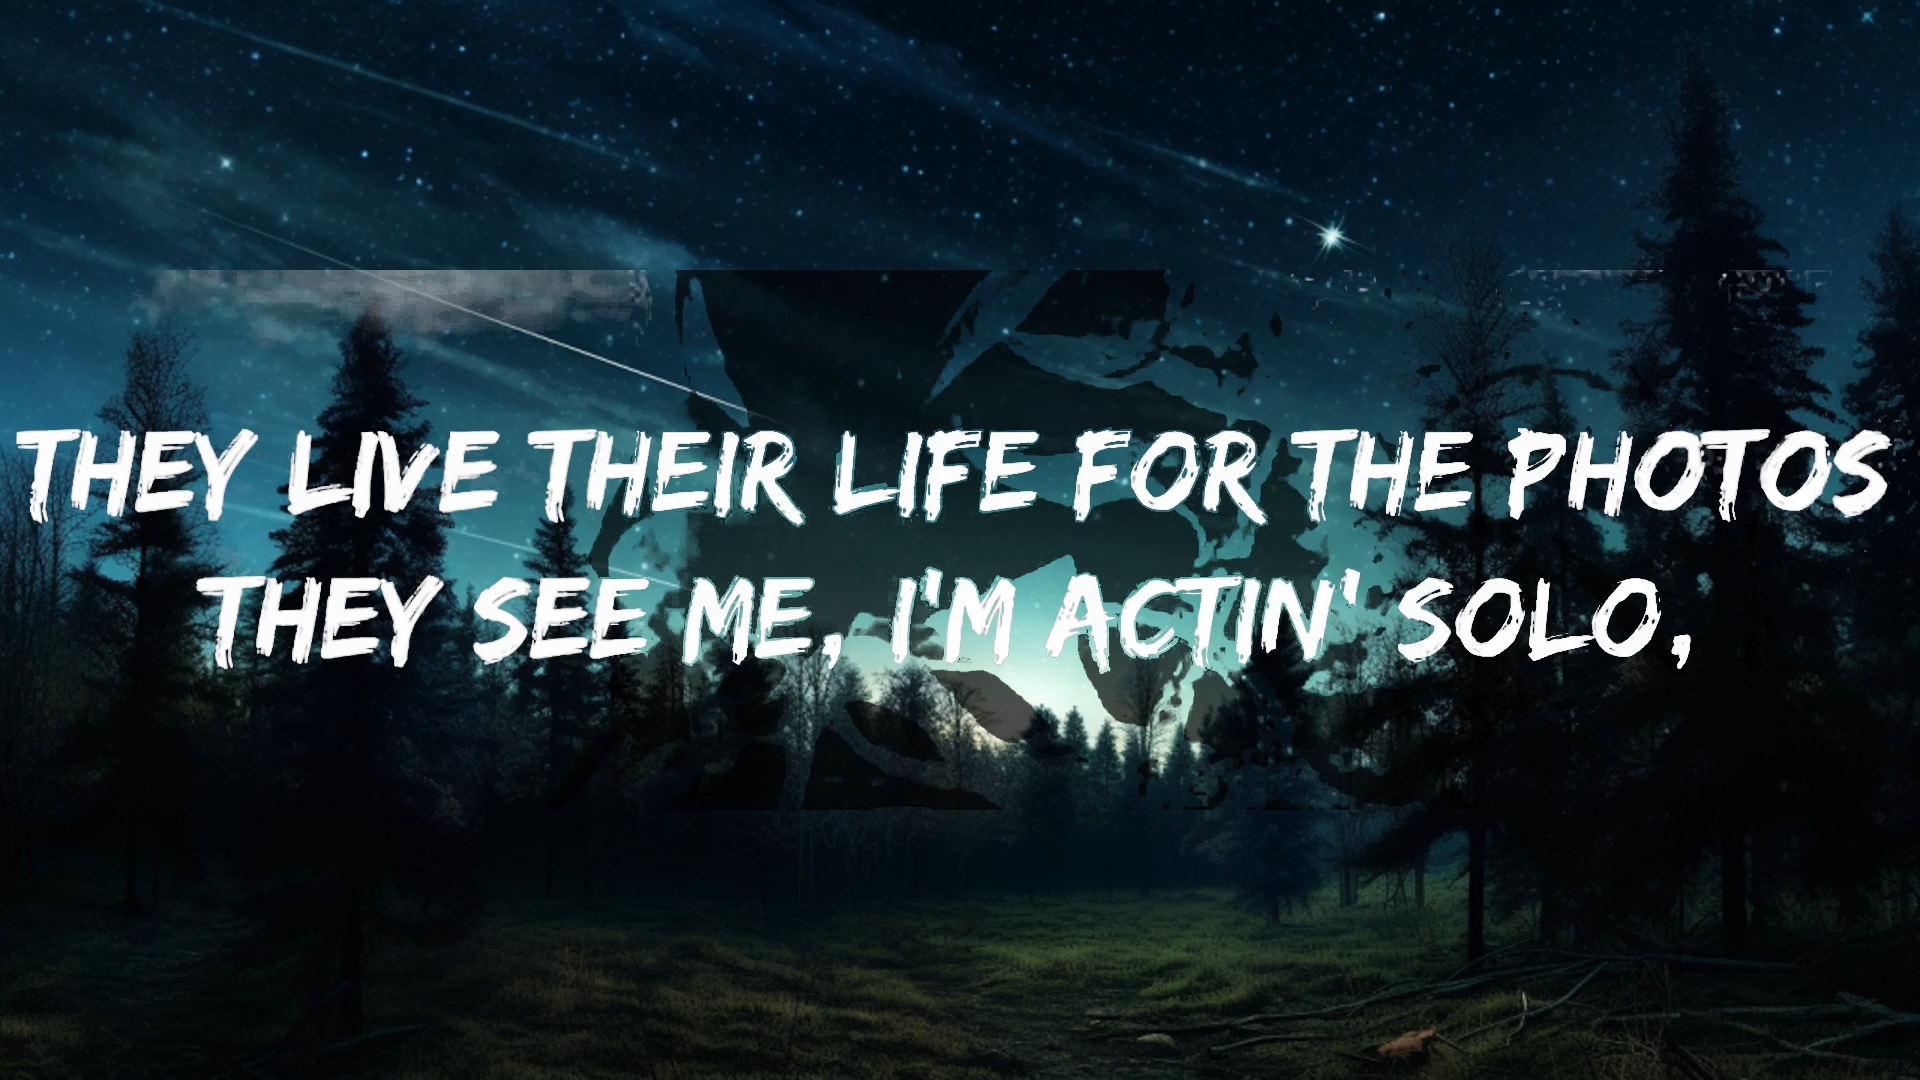 THEY LIVE THEIR LIFE FOR THE PHOTOS
THEY SEE ME, I'M ACTIN' SOLO,